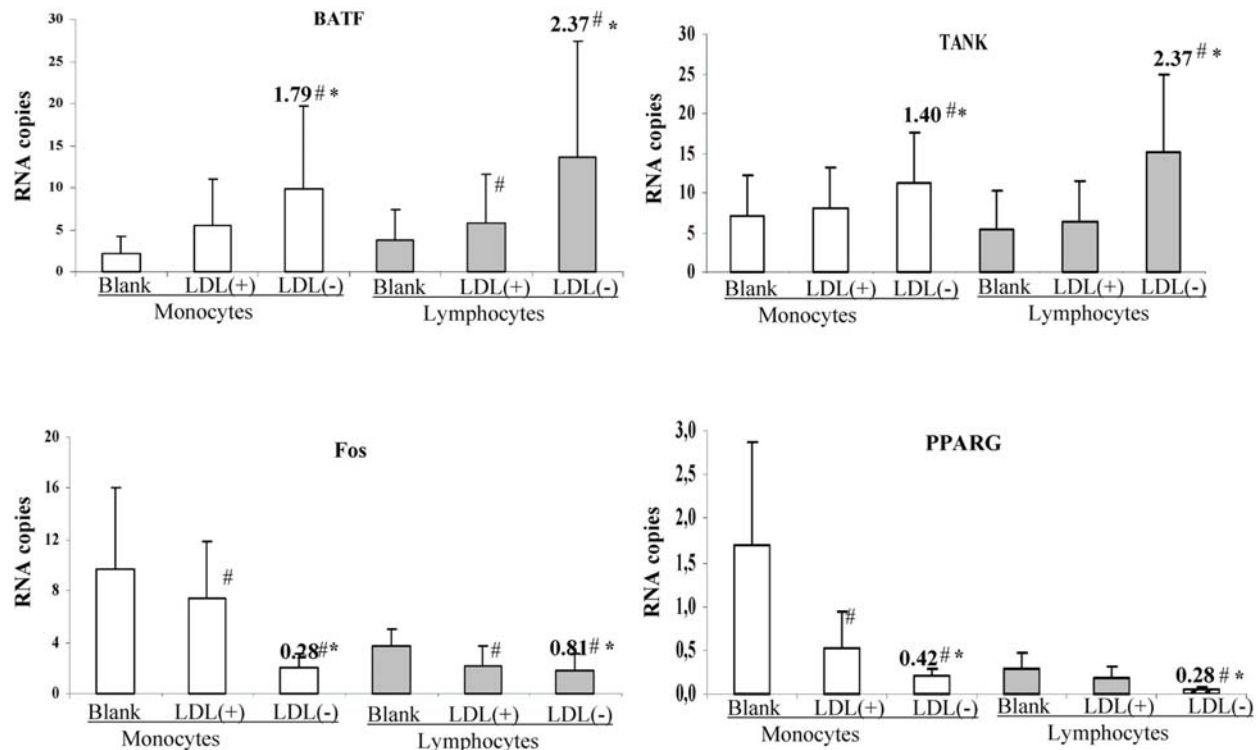 BATF
RNA copies
30
25
20
15
10
5
0
1.79 # *
#
2.37 # *
Blank LDL(+) LDL(-) Blank LDL(+) LDL(-)
Monocytes Lymphocytes
TANK
RNA copies
30
25
20
15
10
5
0
1.40 # *
2.37 # *
Blank LDL(+) LDL(-) Blank LDL(+) LDL(-)
Monocytes Lymphocytes
Fos
RNA copies
20
16
12
8
4
0
#
0.28 # *
#
0.81 # *
Blank LDL(+) LDL(-) Blank LDL(+) LDL(-)
Monocytes Lymphocytes
PPARG
RNA copies
3,0
2,5
2,0
1,5
1,0
0,5
0,0
#
0.42 # *
0.28 # *
Blank LDL(+) LDL(-) Blank LDL(+) LDL(-)
Monocytes Lymphocytes